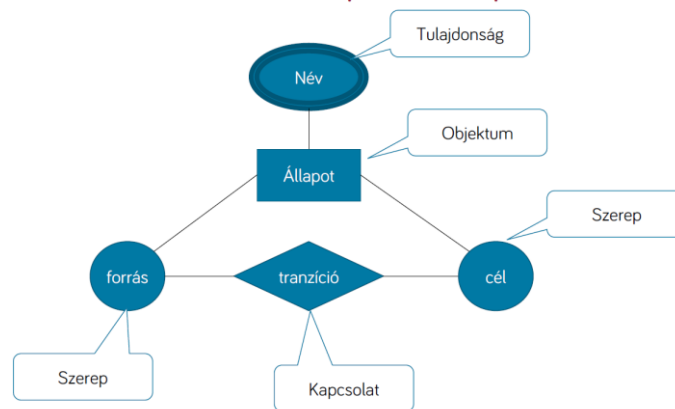 Tulajdonság
Név
Objektum
Állapot
Szerep
forrás
tranzíció
cél
Szerep
Kapcsolat